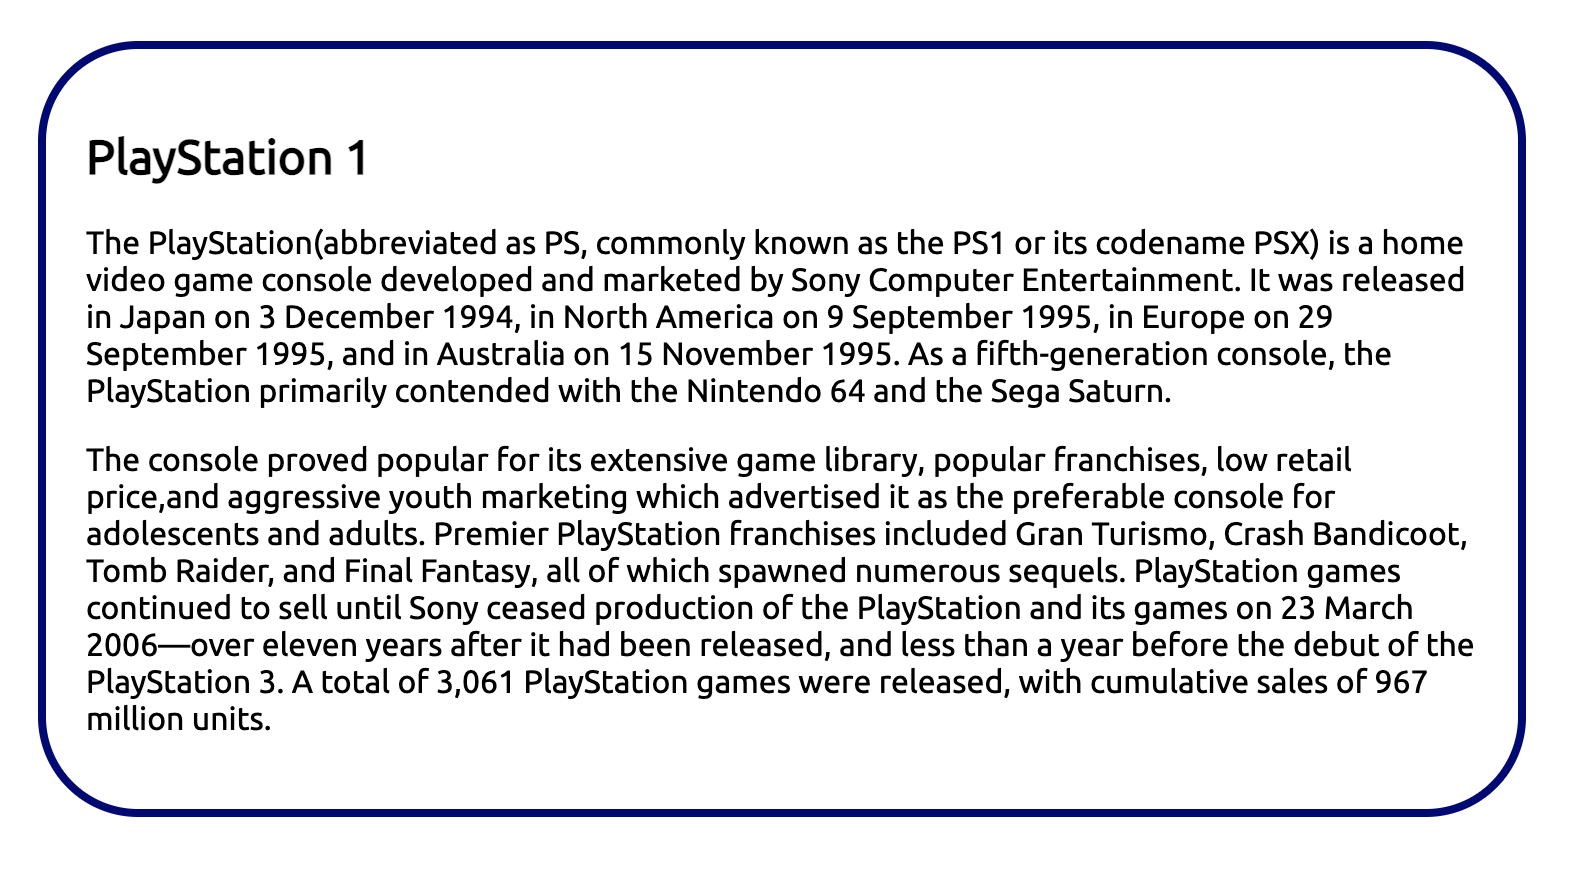 PlayStation 1
The PlayStation(abbreviated as PS, commonly known as the PS1 or its codename PSX) is a home
video game console developed and marketed by Sony Computer Entertainment. It was released
in Japan on 3 December 1994, in North America on 9 September 1995, in Europe on 29
September 1995, and in Australia on 15 November 1995. As a fifth-generation console, the
PlayStation primarily contended with the Nintendo 64 and the Sega Saturn.
The console proved popular for its extensive game library, popular franchises, low retail
price,and aggressive youth marketing which advertised it as the preferable console for
adolescents and adults. Premier PlayStation franchises included Gran Turismo, Crash Bandicoot,
Tomb Raider, and Final Fantasy, all of which spawned numerous sequels. PlayStation games
continued to sell until Sony ceased production of the PlayStation and its games on 23 March
2006—over eleven years after it had been released, and less than a year before the debut of the
PlayStation 3. A total of 3,061 PlayStation games were released, with cumulative sales of 967
million units.